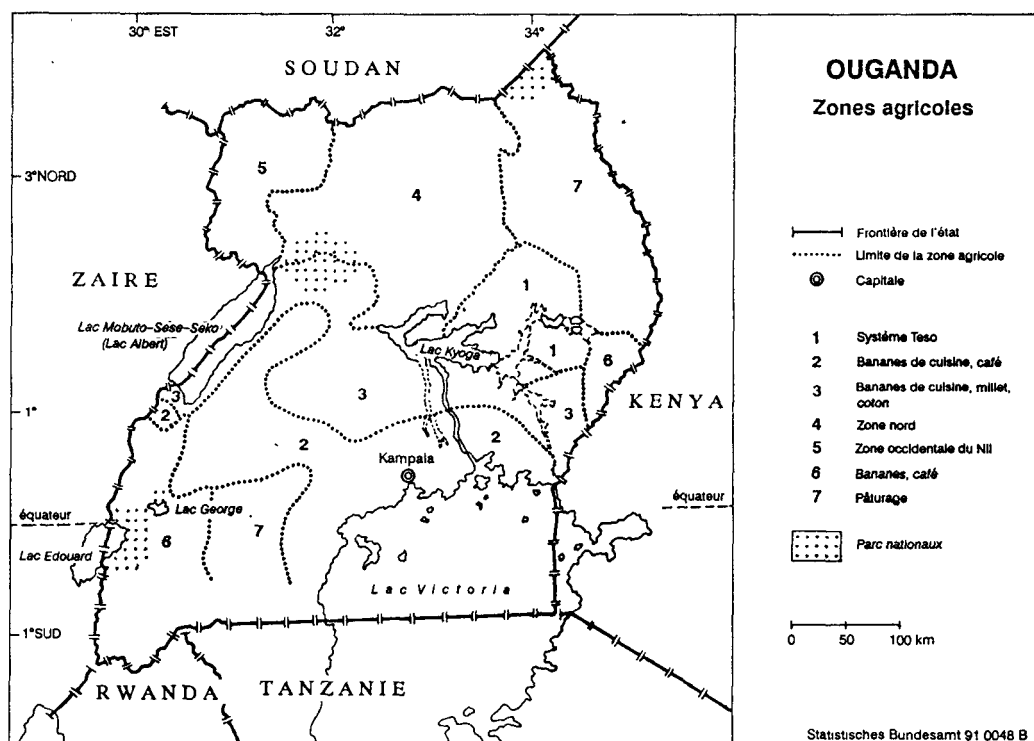 30° EST
32°
34°
SOUDAN
OUGANDA
Zones agricoles
5
3°NORD
4
7
ZAIRE
1
Lac Mobuto-Sese-Seko
(Lac Albert)
Lac Kyoga
1
6
3
3
KENYA
2
1°
3
2
2
Kampala
Lac George
équateur
équateur
6
7
Lac Edouard
Lac Victoria
1°SUD
RWANDA
TANZANIE
Frontière de l'état
Limite de la zone agricole
Capitale
1 Systéme Teso
2 Bananes de cuisine, café
3 Bananes de cuisine, millet,
coton
4 Zone nord
5 Zone occidentale du Nil
6 Bananes, café
7 Pâturage
Parc nationaux
0 50 100 km
Statistisches Bundesamt 91 0048 B